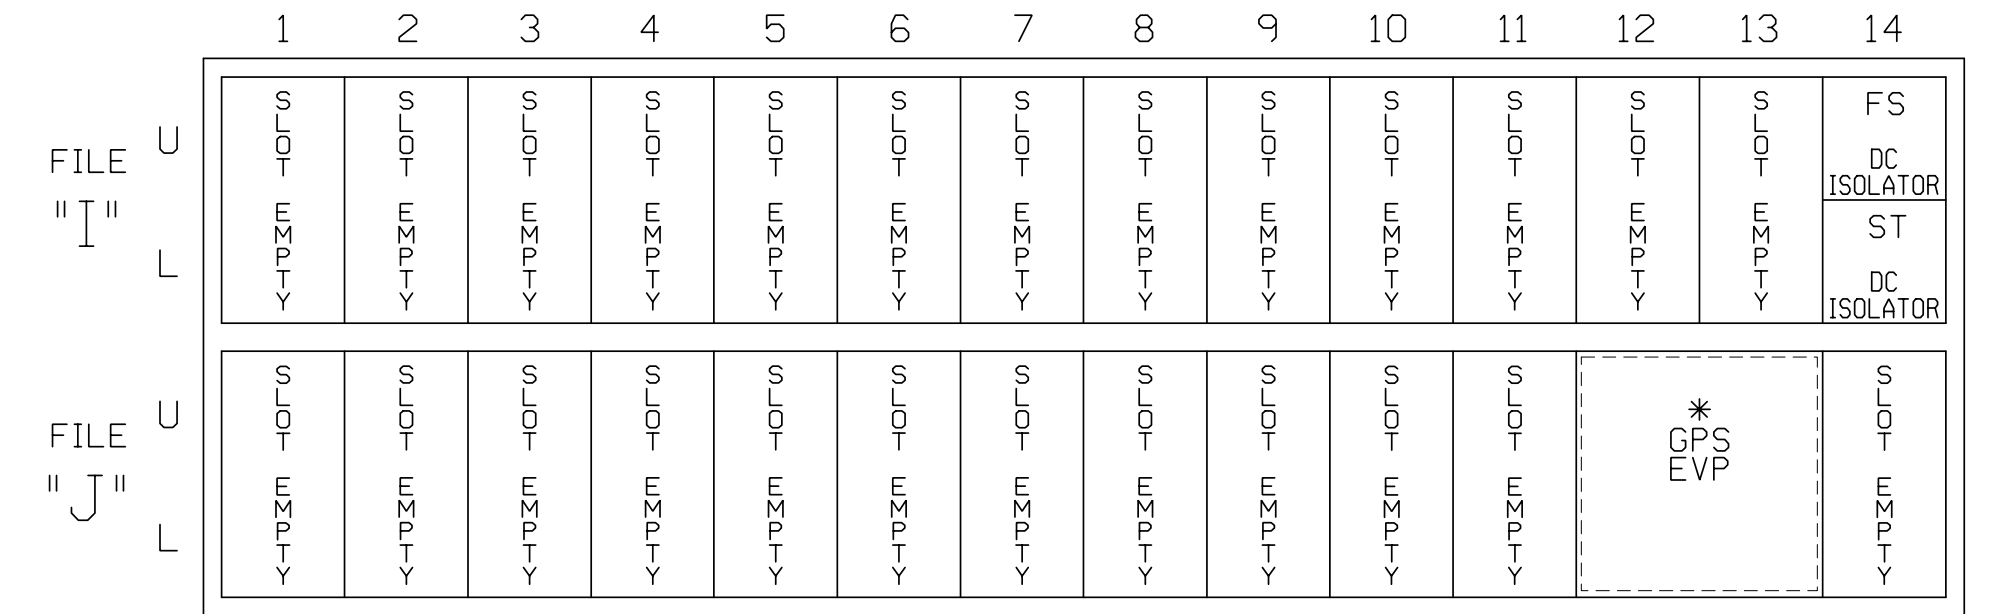 1 2 3 4 5 6 7 8 9 10 11 12 13 14
FILE "I"
U
L
SLOT EMPTY
SLOT EMPTY
SLOT EMPTY
SLOT EMPTY
SLOT EMPTY
SLOT EMPTY
SLOT EMPTY
SLOT EMPTY
SLOT EMPTY
SLOT EMPTY
SLOT EMPTY
SLOT EMPTY
SLOT EMPTY
FS
DC
ISOLATOR
ST
DC
ISOLATOR
FILE "J"
U
L
SLOT EMPTY
SLOT EMPTY
SLOT EMPTY
SLOT EMPTY
SLOT EMPTY
SLOT EMPTY
SLOT EMPTY
SLOT EMPTY
SLOT EMPTY
SLOT EMPTY
SLOT EMPTY
*
GPS
EVP
SLOT EMPTY